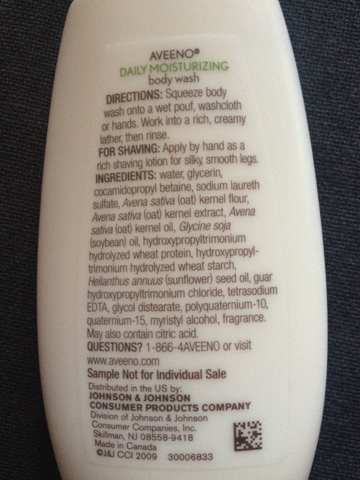 AVEENO®
DAILY MOISTURIZING
body wash
DIRECTIONS: Squeeze body
wash onto a wet pouf, washcloth
or hands. Work into a rich, creamy
lather, then rinse.
FOR SHAVING: Apply by hand as a
rich shaving lotion for silky, smooth legs.
INGREDIENTS: water, glycerin,
cocamidopropyl betaine, sodium laureth
sulfate, Avena sativa (oat) kernel flour,
Avena sativa (oat) kernel extract, Avena
sativa (oat) kernel oil, Glycine soja
(soybean) oil, hydroxypropyltrimonium
hydrolyzed wheat protein, hydroxypropyl-
trimonium hydrolyzed wheat starch,
Helianthus annuus (sunflower) seed oil, guar
hydroxypropyltrimonium chloride, tetrasodium
EDTA, glycol distearate, polyquaternium-10,
quaternium-15, myristyl alcohol, fragrance.
May also contain citric acid.
QUESTIONS? 1-866-4AVEENO or visit
www.aveeno.com
Sample Not for Individual Sale
Distributed in the US by:
JOHNSON & JOHNSON
CONSUMER PRODUCTS COMPANY
Division of Johnson & Johnson
Consumer Companies, Inc.
Skillman, NJ 08558-9418
Made in Canada
©J&J CCI 2009 30006833